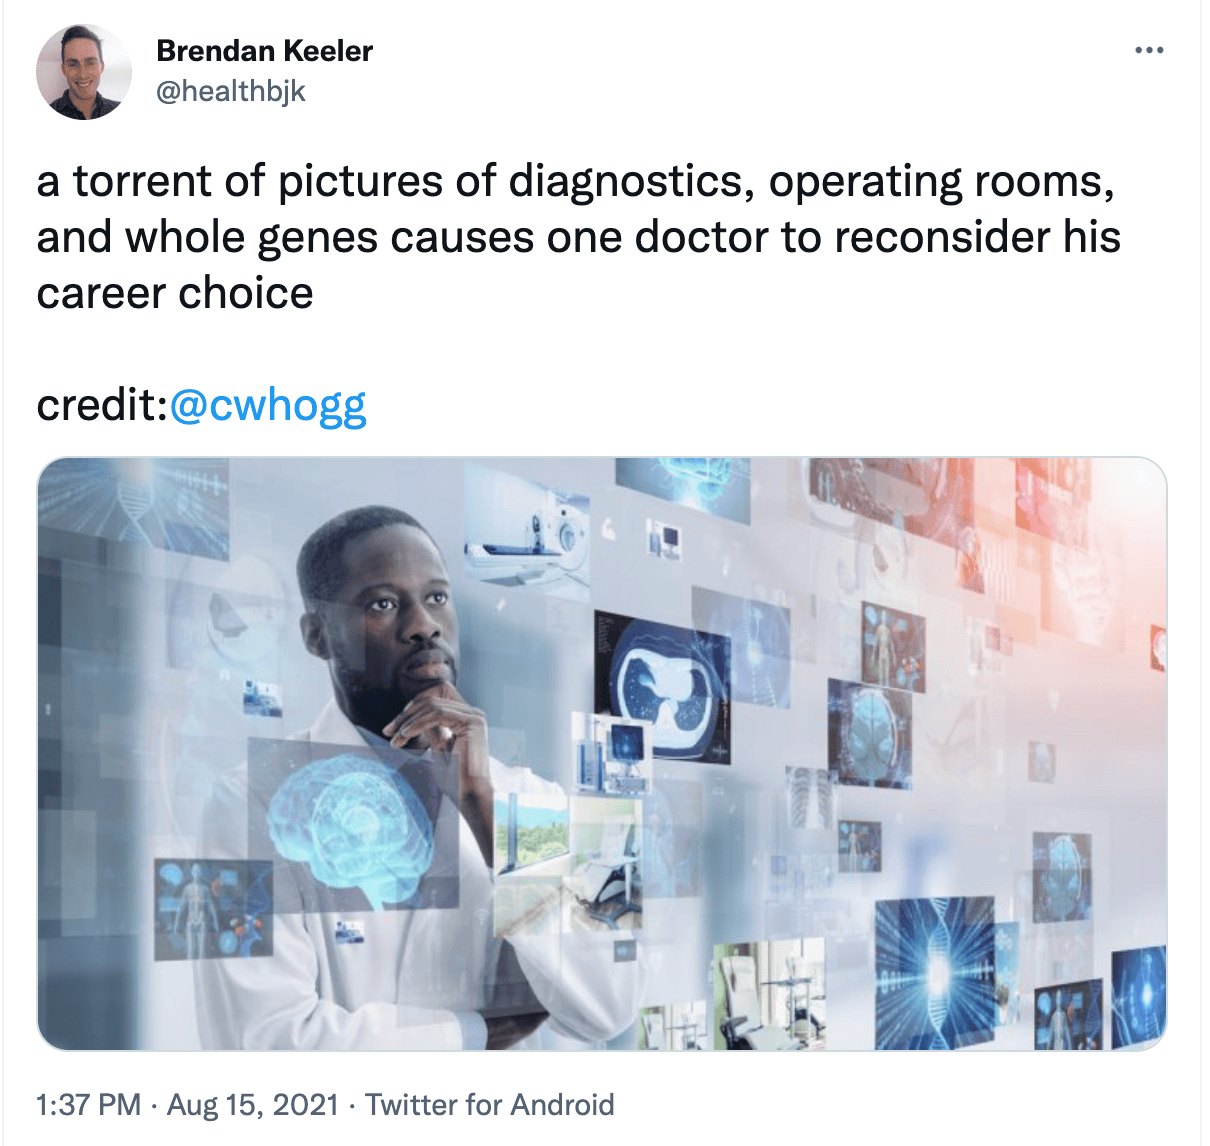 Brendan Keeler
@healthbjk
a torrent of pictures of diagnostics, operating rooms,
and whole genes causes one doctor to reconsider his
career choice
credit:@cwhogg
1:37 PM · Aug 15, 2021 · Twitter for Android